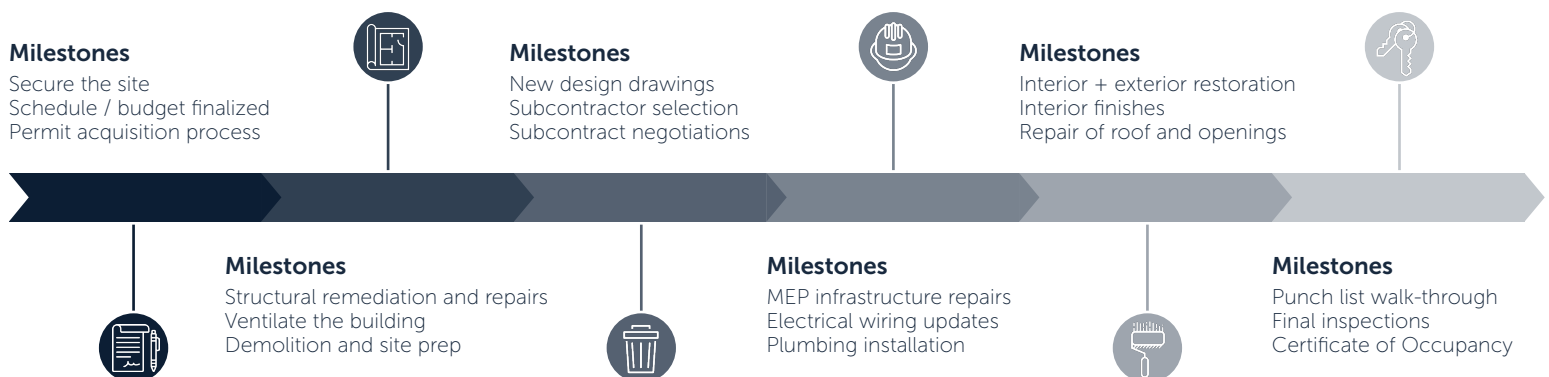 Milestones
Secure the site
Schedule / budget finalized
Permit acquisition process
Milestones
Structural remediation and repairs
Ventilate the building
Demolition and site prep
Milestones
New design drawings
Subcontractor selection
Subcontract negotiations
Milestones
MEP infrastructure repairs
Electrical wiring updates
Plumbing installation
Milestones
Interior + exterior restoration
Interior finishes
Repair of roof and openings
Milestones
Punch list walk-through
Final inspections
Certificate of Occupancy